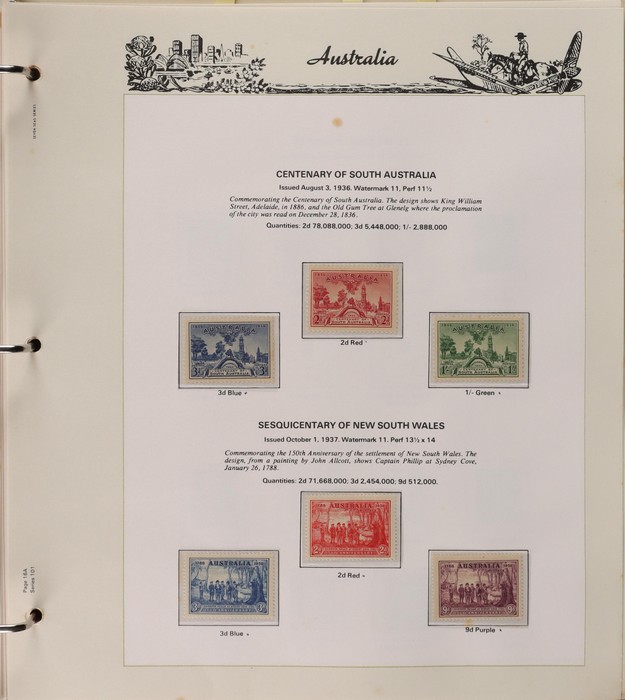 Australia
SEVEN SEAS SERIES
CENTENARY OF SOUTH AUSTRALIA
Issued August 3, 1936. Watermark 11, Perf 11½
Commemorating the Centenary of South Australia. The design shows King William
Street, Adelaide, in 1886, and the Old Gum Tree at Glenelg where the proclamation
of the city was read on December 28, 1836.
Quantities: 2d 78,088,000; 3d 5,448,000; 1/- 2,888,000
AUSTRALIA
2d Red
AUSTRALIA
AUSTRALIA
3d Blue
1/- Green
SESQUICENTARY OF NEW SOUTH WALES
Issued October 1, 1937. Watermark 11. Perf 13½ x 14
Commemorating the 150th Anniversary of the settlement of New South Wales. The
design, from a painting by John Allcott, shows Captain Phillip at Sydney Cove,
January 26, 1788.
Quantities: 2d 71,668,000; 3d 2,454,000; 9d 512,000.
AUSTRALIA
2d Red
AUSTRALIA
AUSTRALIA
3d Blue
9d Purple
Page 16A
Series 101